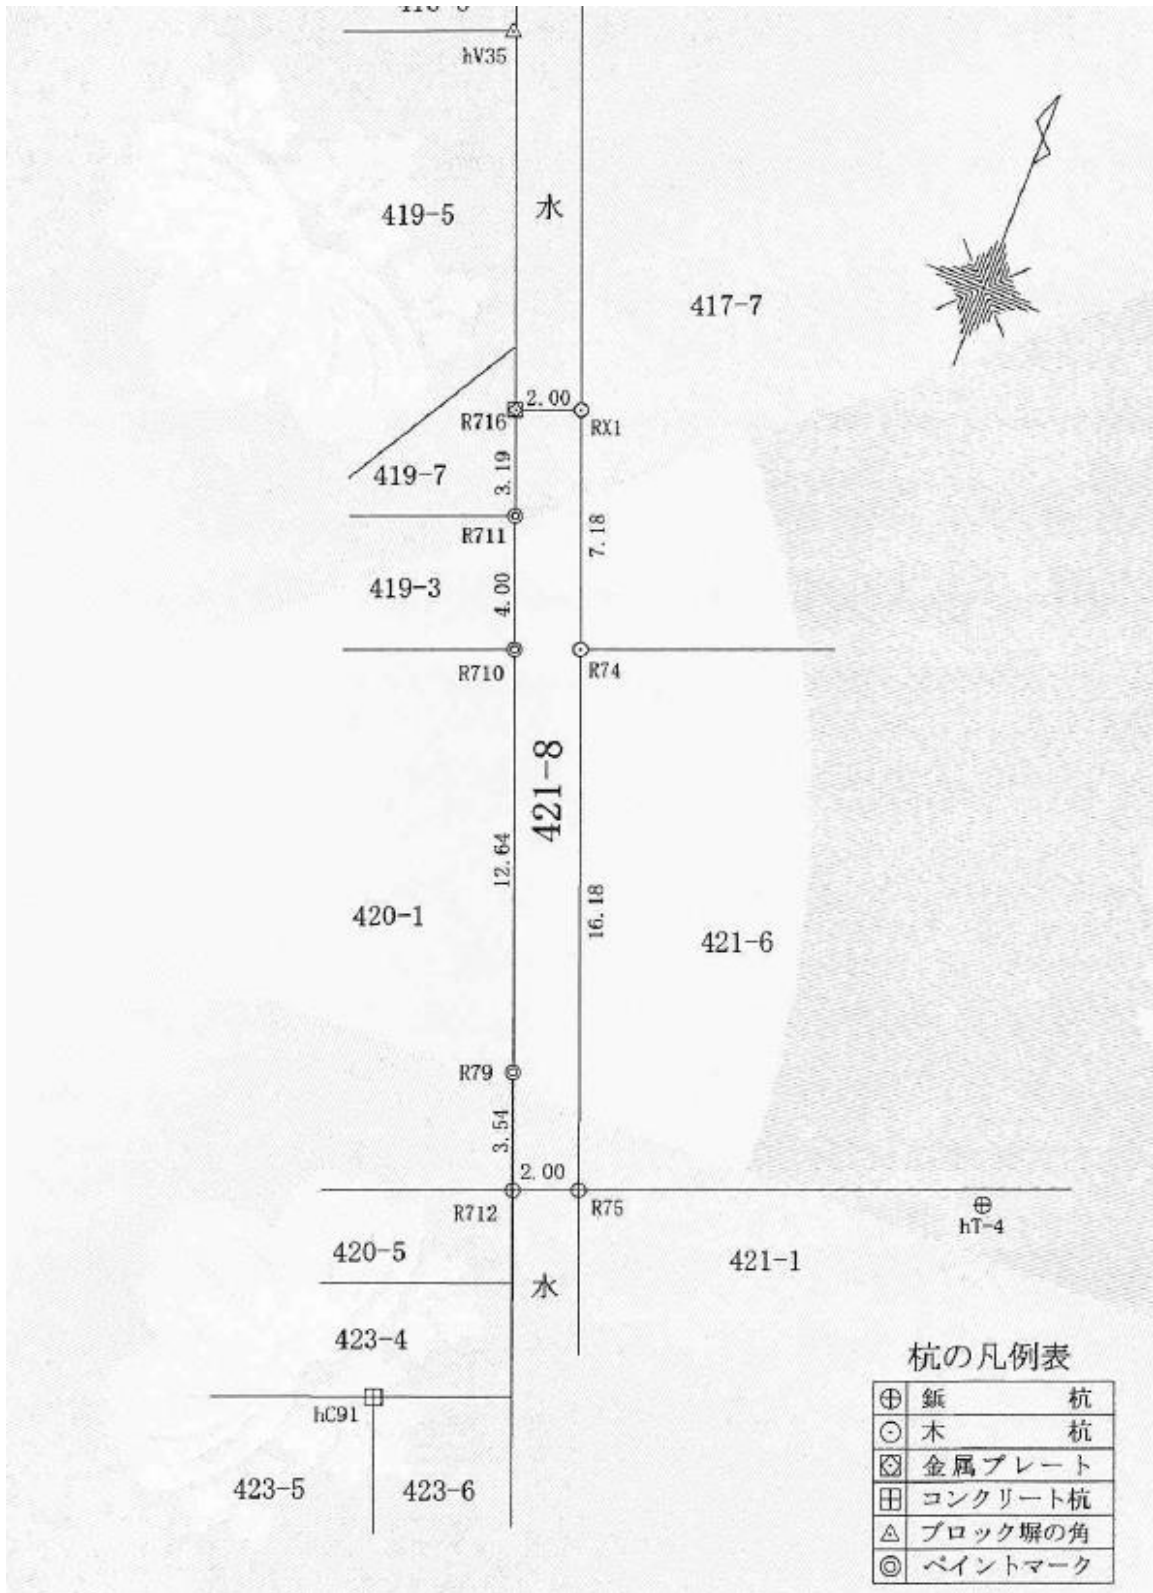 hV35
419-5
水
417-7
2.00
R716
RX1
3.19
419-7
R711
7.18
419-3
4.00
R710
R74
421-8
12.64
420-1
16.18
421-6
R79
3.54
2.00
R712
R75
hT-4
420-5
421-1
水
423-4
hC91
423-5
423-6
杭の凡例表
鋲 杭
木 杭
金属プレート
コンクリート杭
ブロック塀の角
ペイントマーク